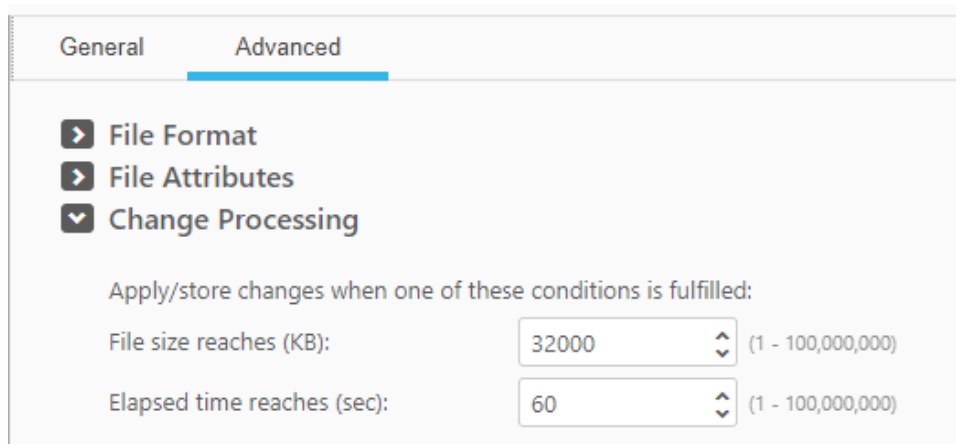 General Advanced
File Format
File Attributes
Change Processing
Apply/store changes when one of these conditions is fulfilled:
File size reaches (KB): 32000 (1 - 100,000,000)
Elapsed time reaches (sec): 60 (1 - 100,000,000)